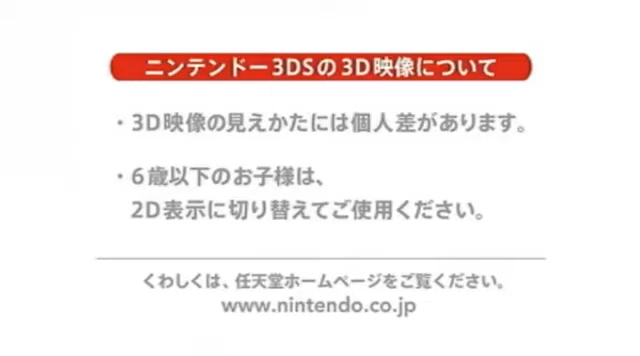 ニンテンドー3DSの3D映像について
・3D映像の見えかたには個人差があります。
・6歳以下のお子様は、
2D表示に切り替えてご使用ください。
くわしくは、任天堂ホームページをご覧ください。
www.nintendo.co.jp